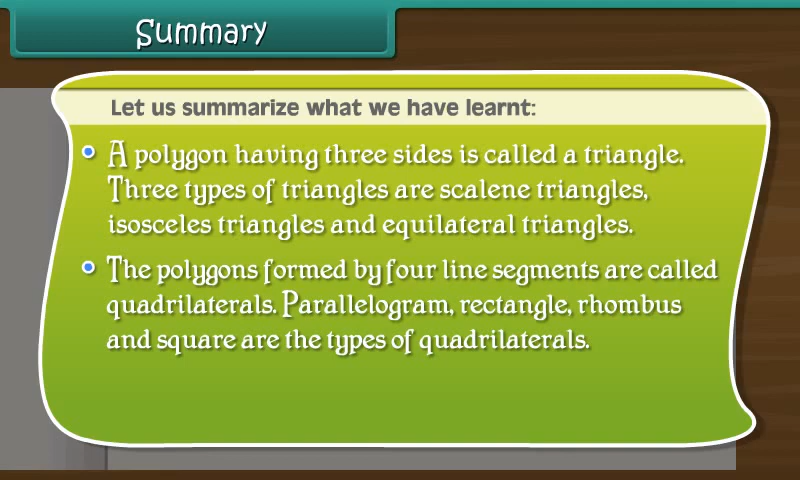 Summary
Let us summarize what we have learnt:
A polygon having three sides is called a triangle.
Three types of triangles are scalene triangles,
isosceles triangles and equilateral triangles.
The polygons formed by four line segments are called
quadrilaterals. Parallelogram, rectangle, rhombus
and square are the types of quadrilaterals.